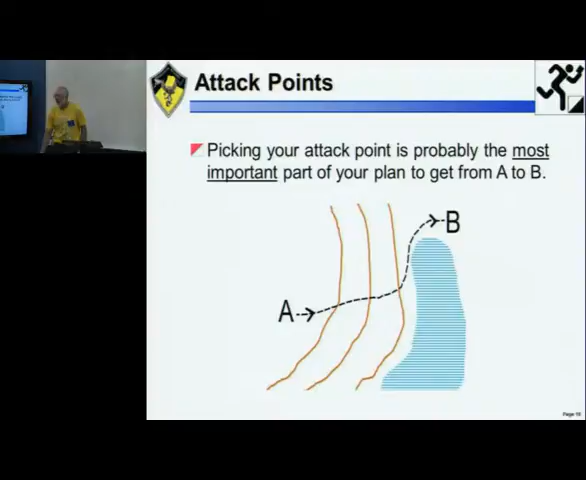 Attack Points
Picking your attack point is probably the most
important part of your plan to get from A to B.
B
A